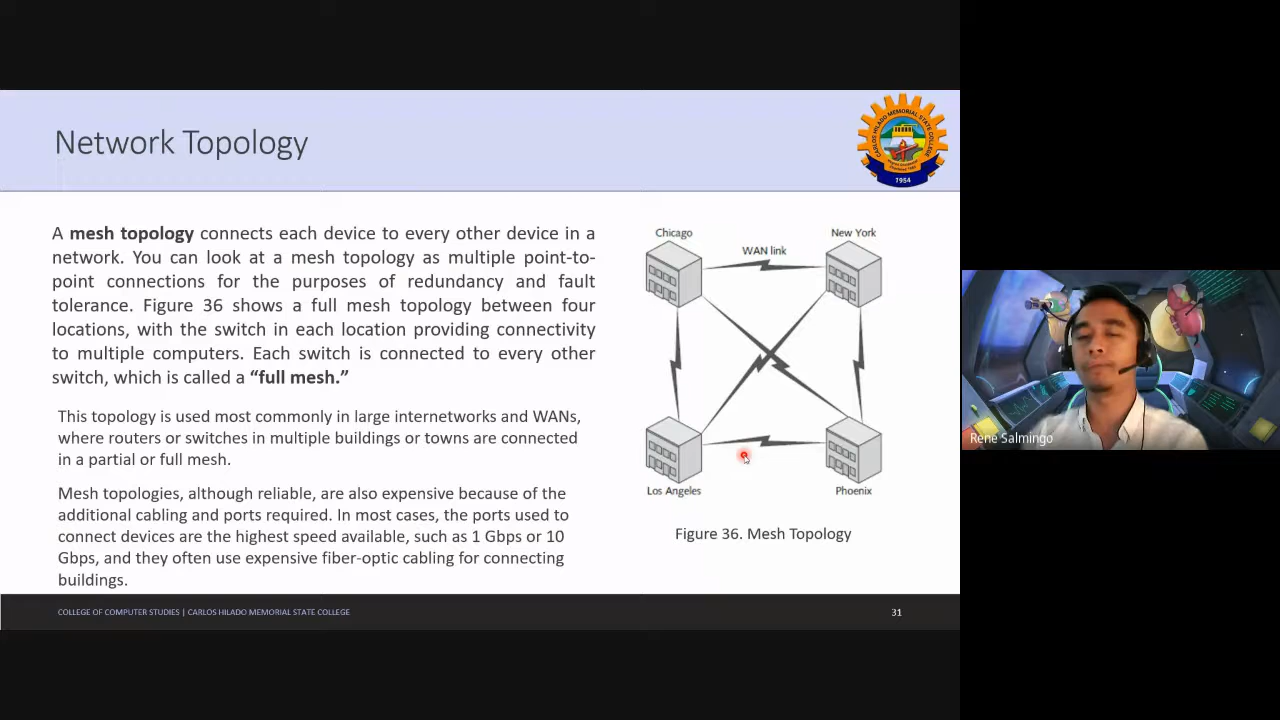 Network Topology
CARLOS HILADO MEMORIAL STATE COLLEGE
1954
A mesh topology connects each device to every other device in a
network. You can look at a mesh topology as multiple point-to-
point connections for the purposes of redundancy and fault
tolerance. Figure 36 shows a full mesh topology between four
locations, with the switch in each location providing connectivity
to multiple computers. Each switch is connected to every other
switch, which is called a “full mesh.”
This topology is used most commonly in large internetworks and WANs,
where routers or switches in multiple buildings or towns are connected
in a partial or full mesh.
Mesh topologies, although reliable, are also expensive because of the
additional cabling and ports required. In most cases, the ports used to
connect devices are the highest speed available, such as 1 Gbps or 10
Gbps, and they often use expensive fiber-optic cabling for connecting
buildings.
Chicago
New York
WAN link
Los Angeles
Phoenix
Figure 36. Mesh Topology
COLLEGE OF COMPUTER STUDIES | CARLOS HILADO MEMORIAL STATE COLLEGE
31
Rene Salmingo